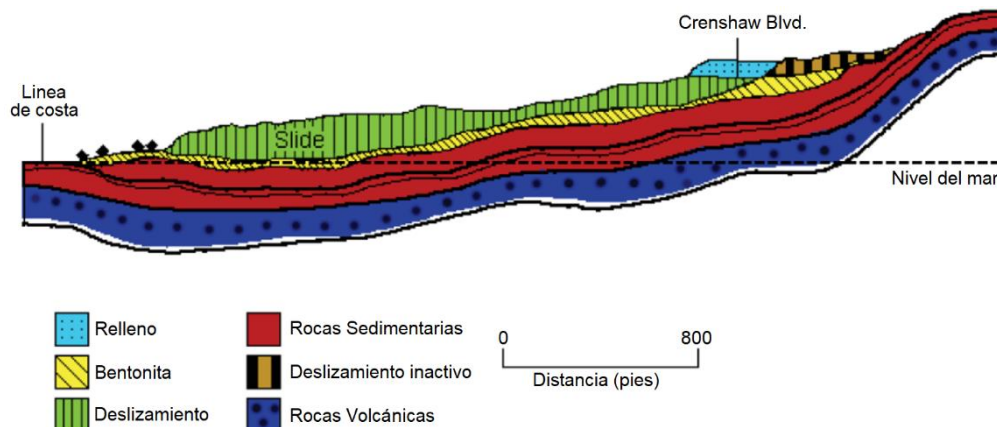 Crenshaw Blvd.
Linea
de costa
Slide
Nivel del mar
Relleno
Rocas Sedimentarias
0
800
Bentonita
Deslizamiento inactivo
Distancia (pies)
Deslizamiento
Rocas Volcánicas